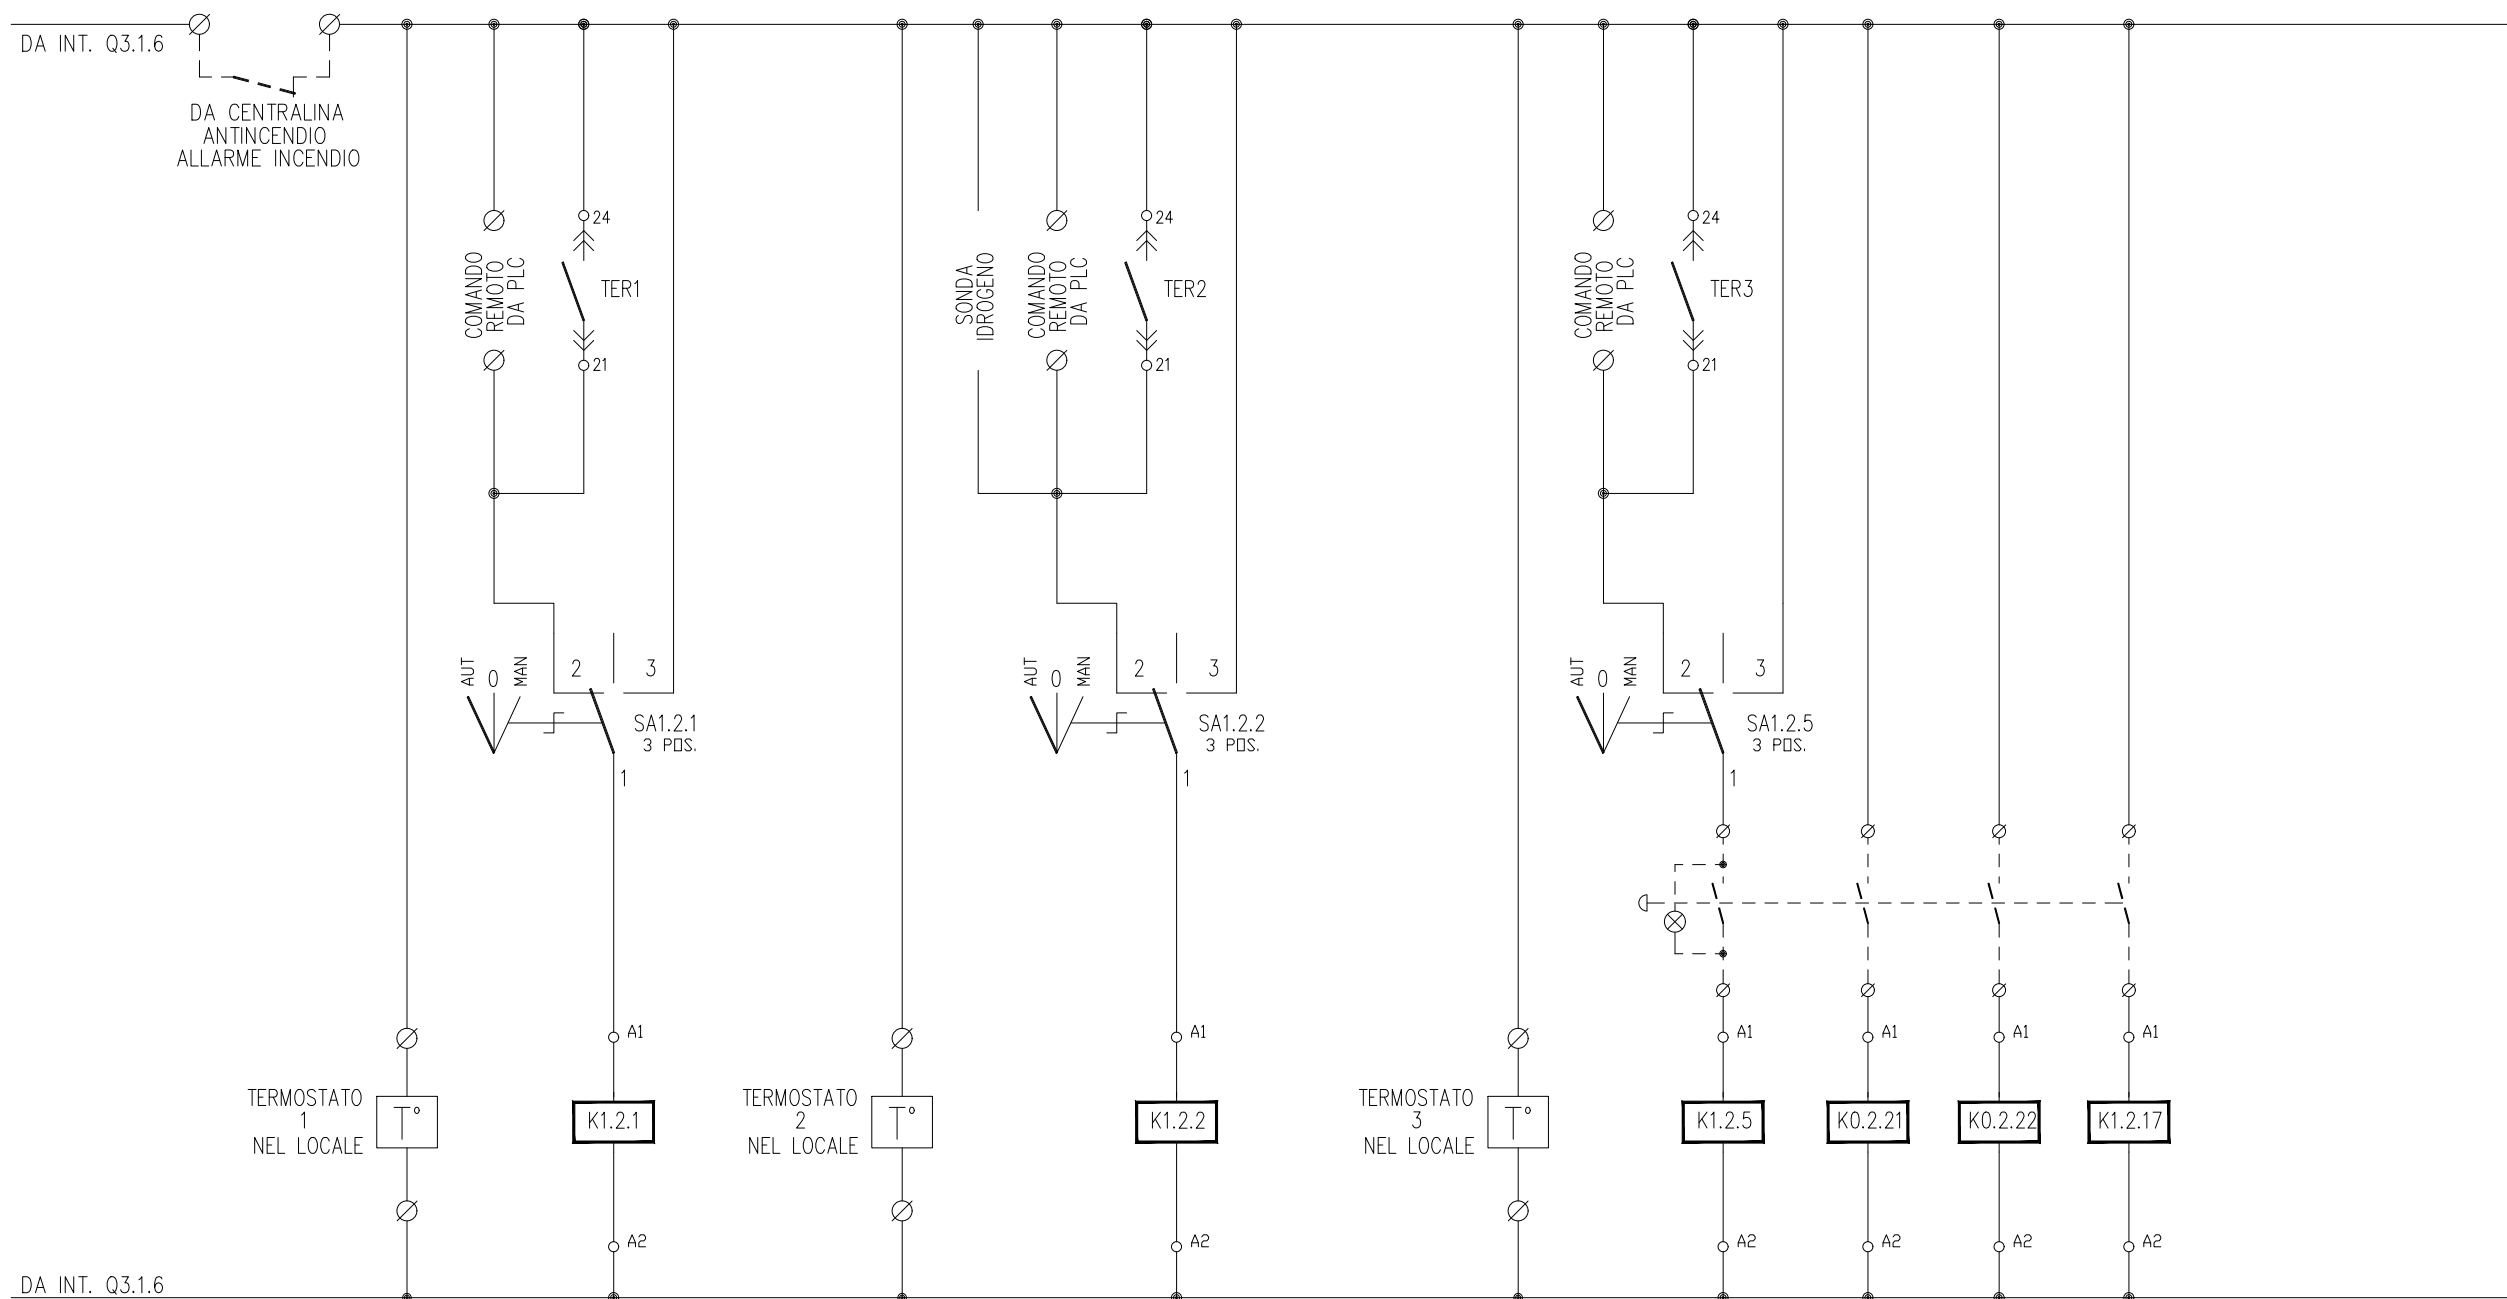 DA INT. Q3.1.6
DA CENTRALINA
ANTINCENDIO
ALLARME INCENDIO
COMANDO
REMOTO
DA PLC
24
TER1
21
SONDA
IDROGENO
COMANDO
REMOTO
DA PLC
24
TER2
21
COMANDO
REMOTO
DA PLC
24
TER3
21
AUT
0
MAN
2
3
SA1.2.1
3 POS.
1
AUT
0
MAN
2
3
SA1.2.2
3 POS.
1
AUT
0
MAN
2
3
SA1.2.5
3 POS.
1
TERMOSTATO
1
NEL LOCALE
T°
A1
K1.2.1
A2
TERMOSTATO
2
NEL LOCALE
T°
A1
K1.2.2
A2
TERMOSTATO
3
NEL LOCALE
T°
A1
K1.2.5
A2
A1
K0.2.21
A2
A1
K0.2.22
A2
A1
K1.2.17
A2
DA INT. Q3.1.6